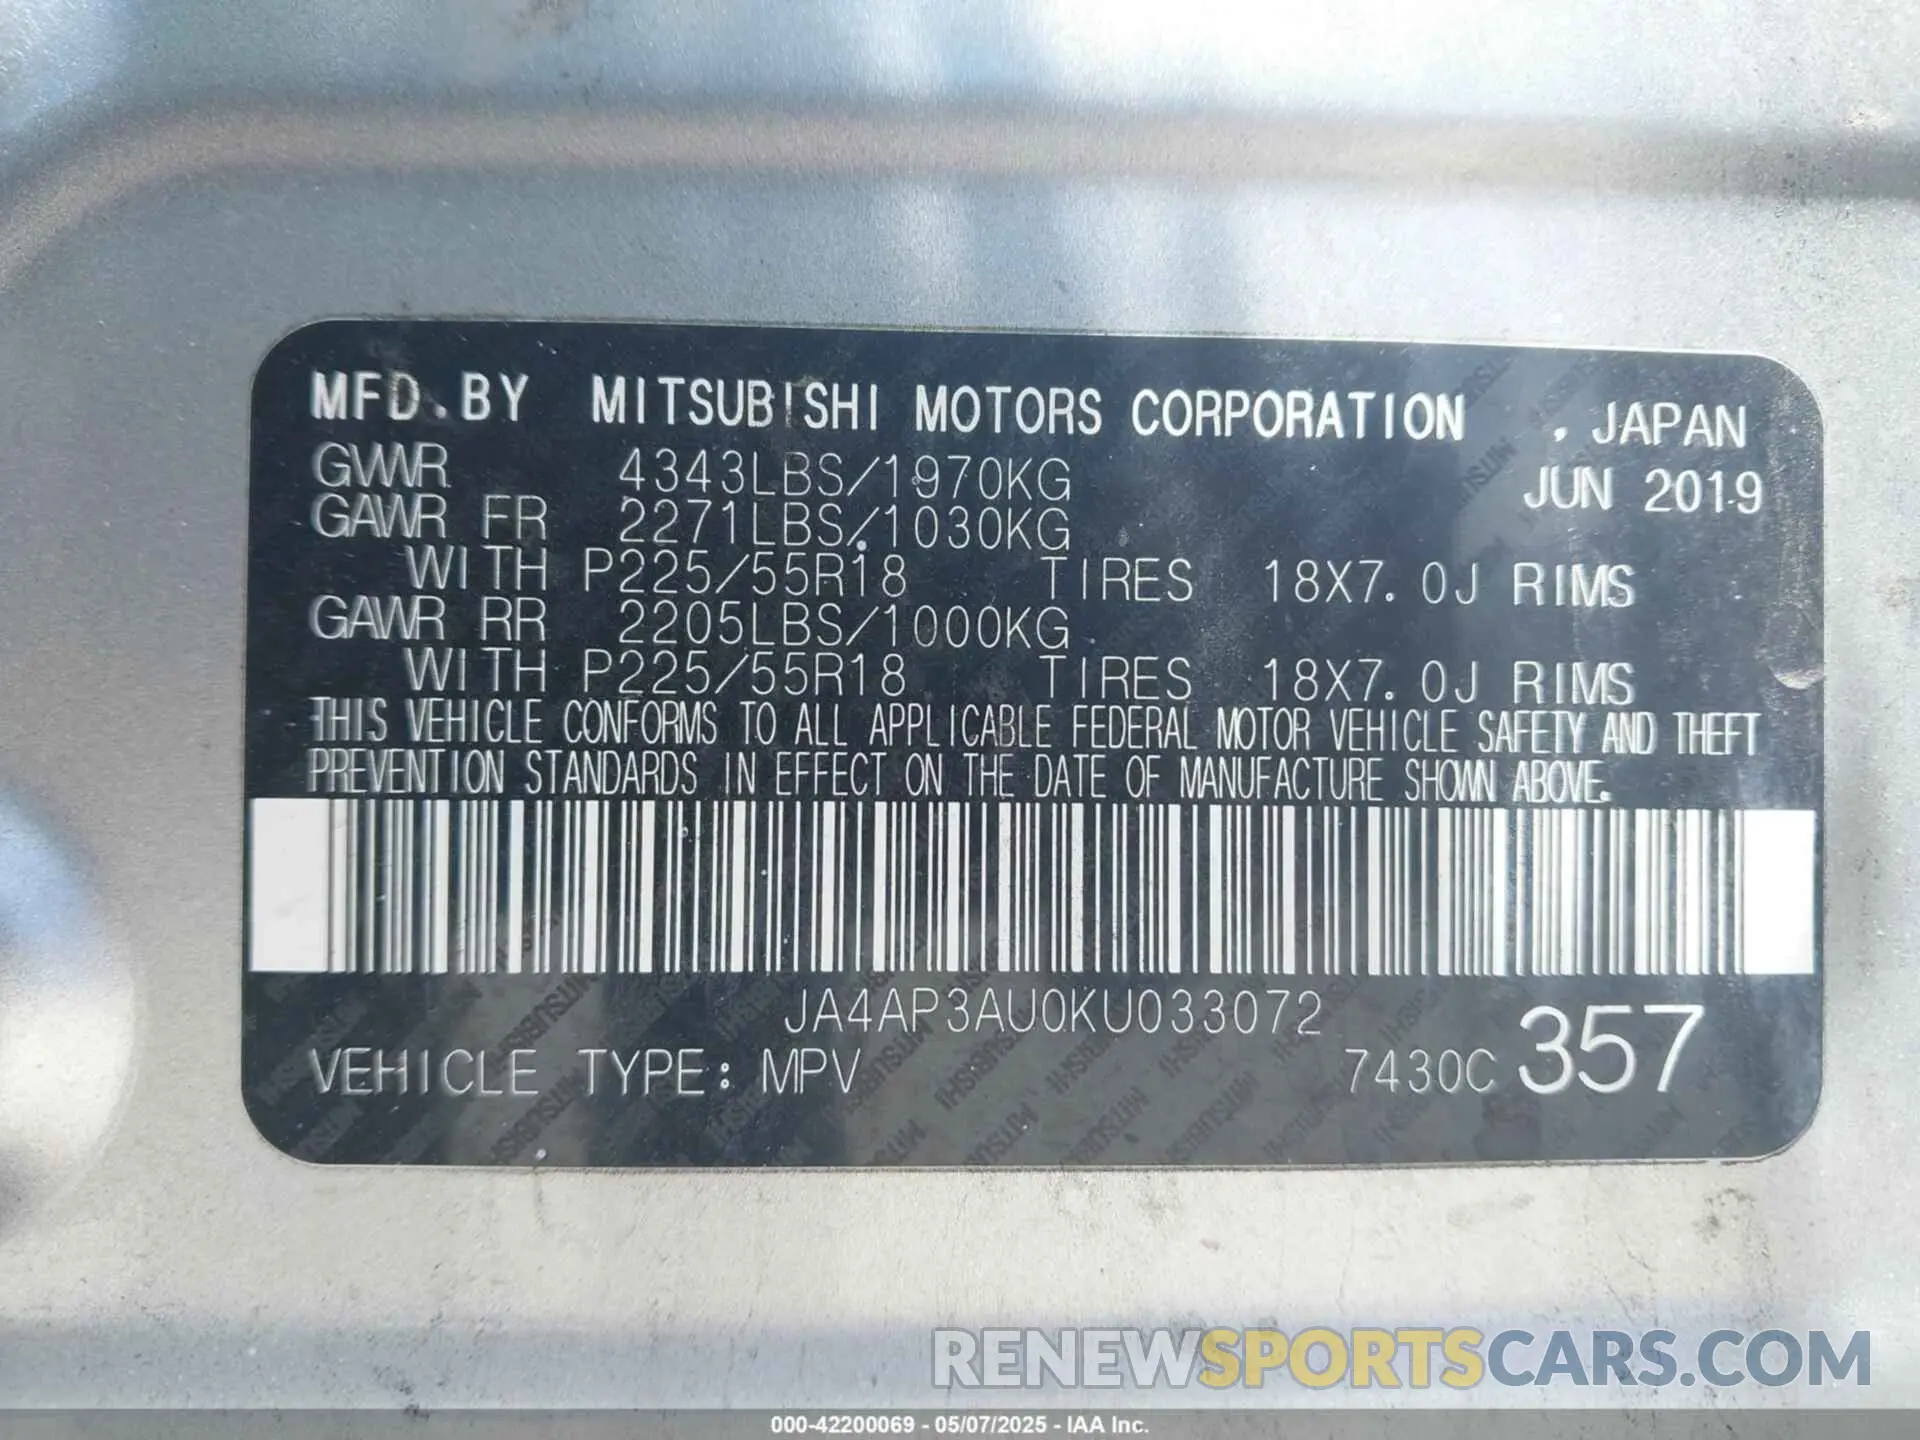 MFD.BY MITSUBISHI MOTORS CORPORATION , JAPAN
GVWR 4343LBS/1970KG JUN 2019
GAWR FR 2271LBS/1030KG
WITH P225/55R18 TIRES 18X7.0J RIMS
GAWR RR 2205LBS/1000KG
WITH P225/55R18 TIRES 18X7.0J RIMS
THIS VEHICLE CONFORMS TO ALL APPLICABLE FEDERAL MOTOR VEHICLE SAFETY AND THEFT
PREVENTION STANDARDS IN EFFECT ON THE DATE OF MANUFACTURE SHOWN ABOVE.
JA4AP3AU0KU033072
VEHICLE TYPE: MPV 7430C 357
RENEWSPORTSCARS.COM
000-42200069 - 05/07/2025 - IAA Inc.